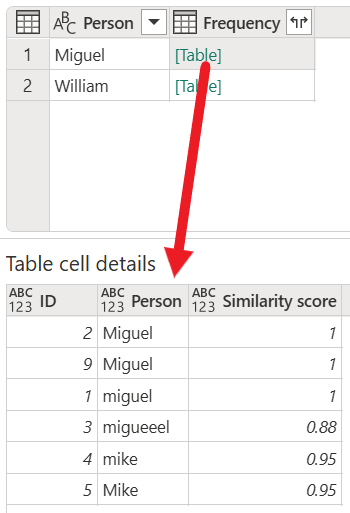 ABC Person Frequency
1 Miguel [Table]
2 William [Table]
Table cell details
ABC 123 ID ABC 123 Person ABC 123 Similarity score
2 Miguel 1
9 Miguel 1
1 miguel 1
3 migueeel 0.88
4 mike 0.95
5 Mike 0.95